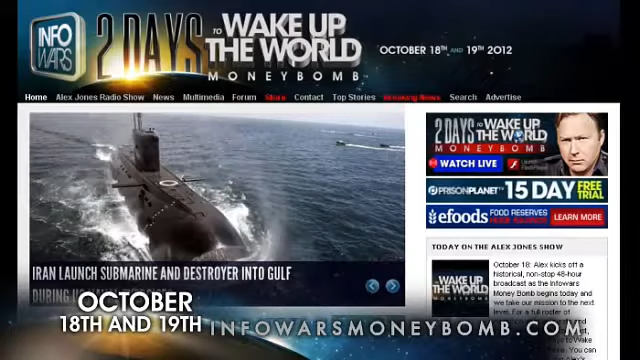 INFO
WARS
2 DAYS TO WAKE UP
THE WORLD
MONEYBOMB
OCTOBER 18TH AND 19TH 2012
Home Alex Jones Radio Show News Multimedia Forum Store Contact Top Stories Breaking News Search Advertise
2 DAYS TO WAKE UP
THE WORLD
MONEYBOMB
WATCH LIVE
PRISONPLANET 15 DAY FREE
TRIAL
efoods FOOD RESERVES
LEARN MORE
TODAY ON THE ALEX JONES SHOW
WAKE UP
THE WORLD
October 18: Alex kicks off a
historical, non-stop 48-hour
broadcast as the Infowars
Money Bomb begins today and
we take our mission to the next
level. For a full roster of
IRAN LAUNCH SUBMARINE AND DESTROYER INTO GULF
DURING
OCTOBER
18TH AND 19TH
INFOWARSMONEYBOMB.COM